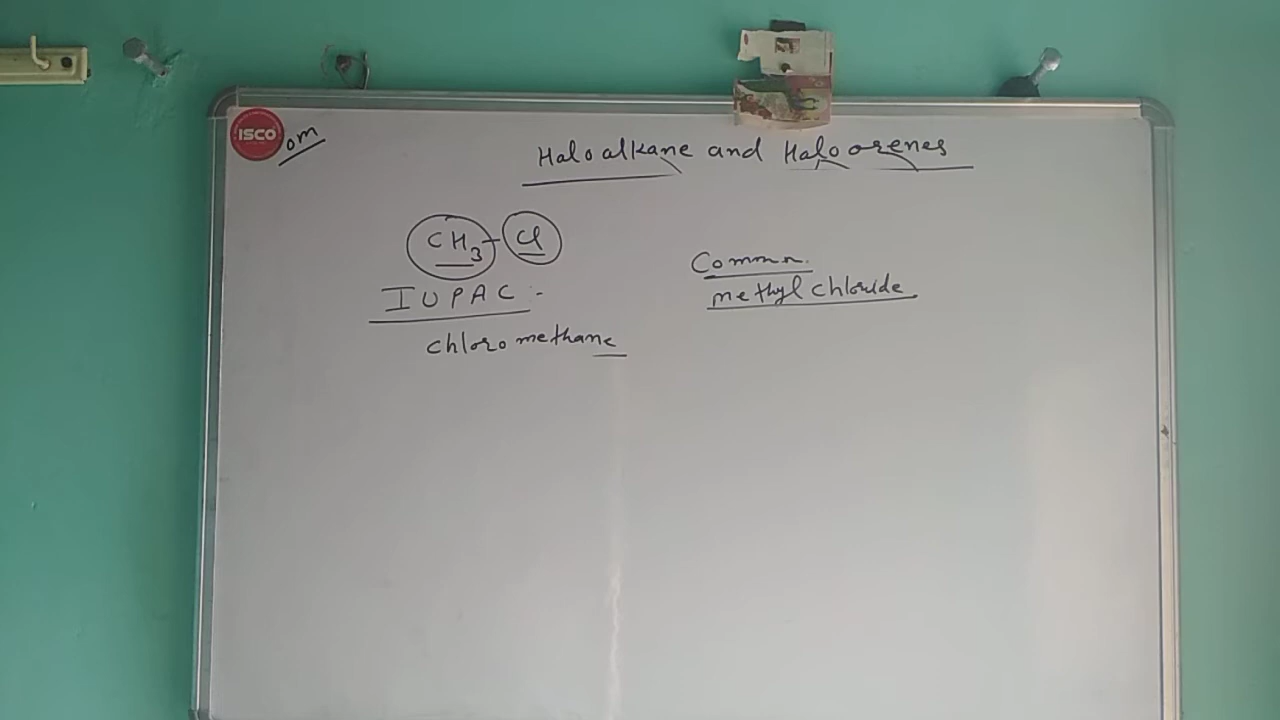 ISCO
om
Haloalkane and Haloarenes
CH3-Cl
IUPAC :-
chloromethane
Common.
methyl chloride